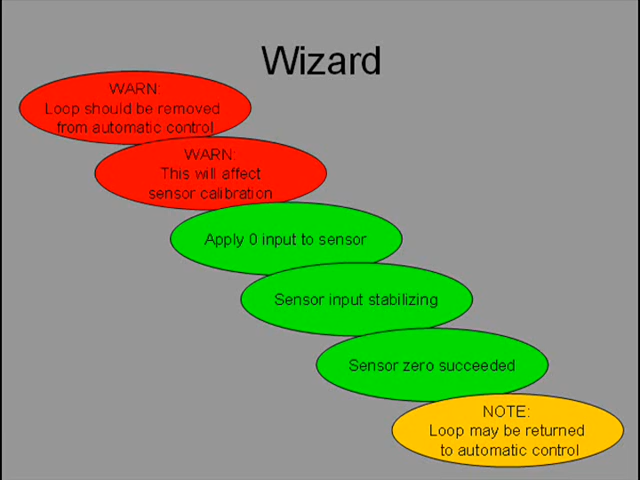 Wizard
WARN:
Loop should be removed
from automatic control
WARN:
This will affect
sensor calibration
Apply 0 input to sensor
Sensor input stabilizing
Sensor zero succeeded
NOTE:
Loop may be returned
to automatic control